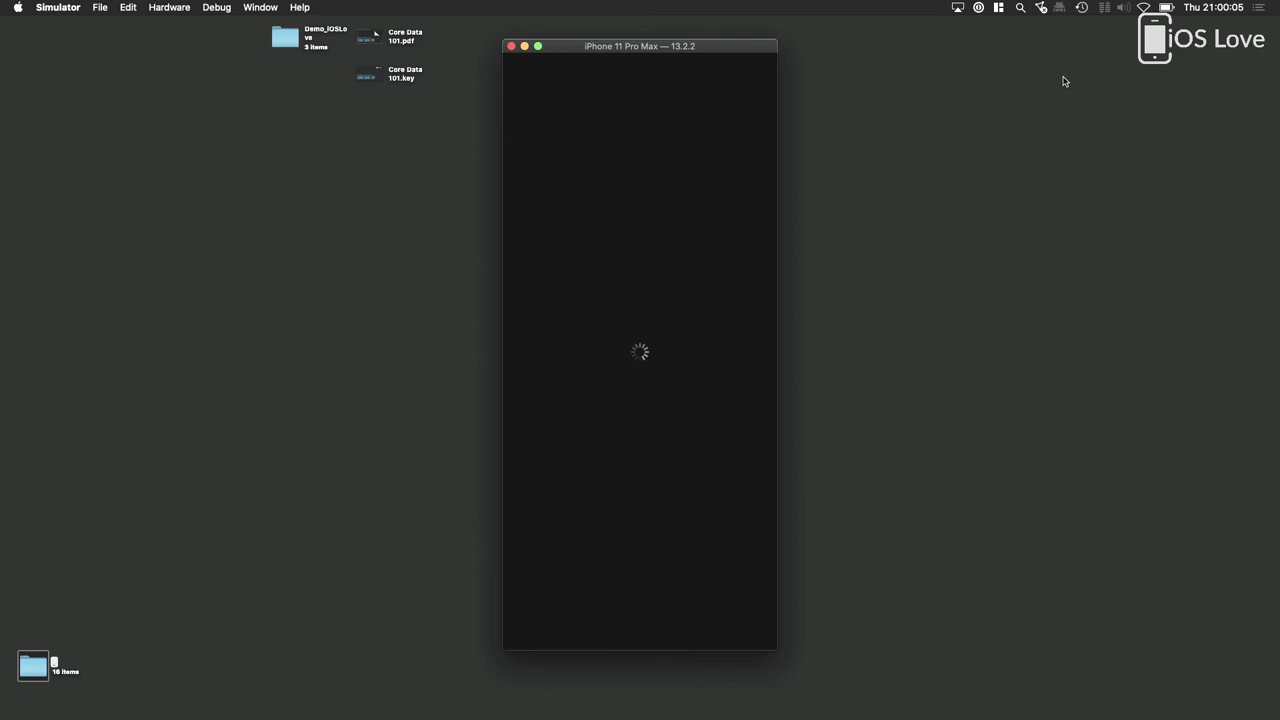 Simulator File Edit Hardware Debug Window Help
Thu 21:00:05
iOS Love
Demo_iOSLo
ve
3 items
Core Data
101.pdf
Core Data
101.key
iPhone 11 Pro Max — 13.2.2
16 items